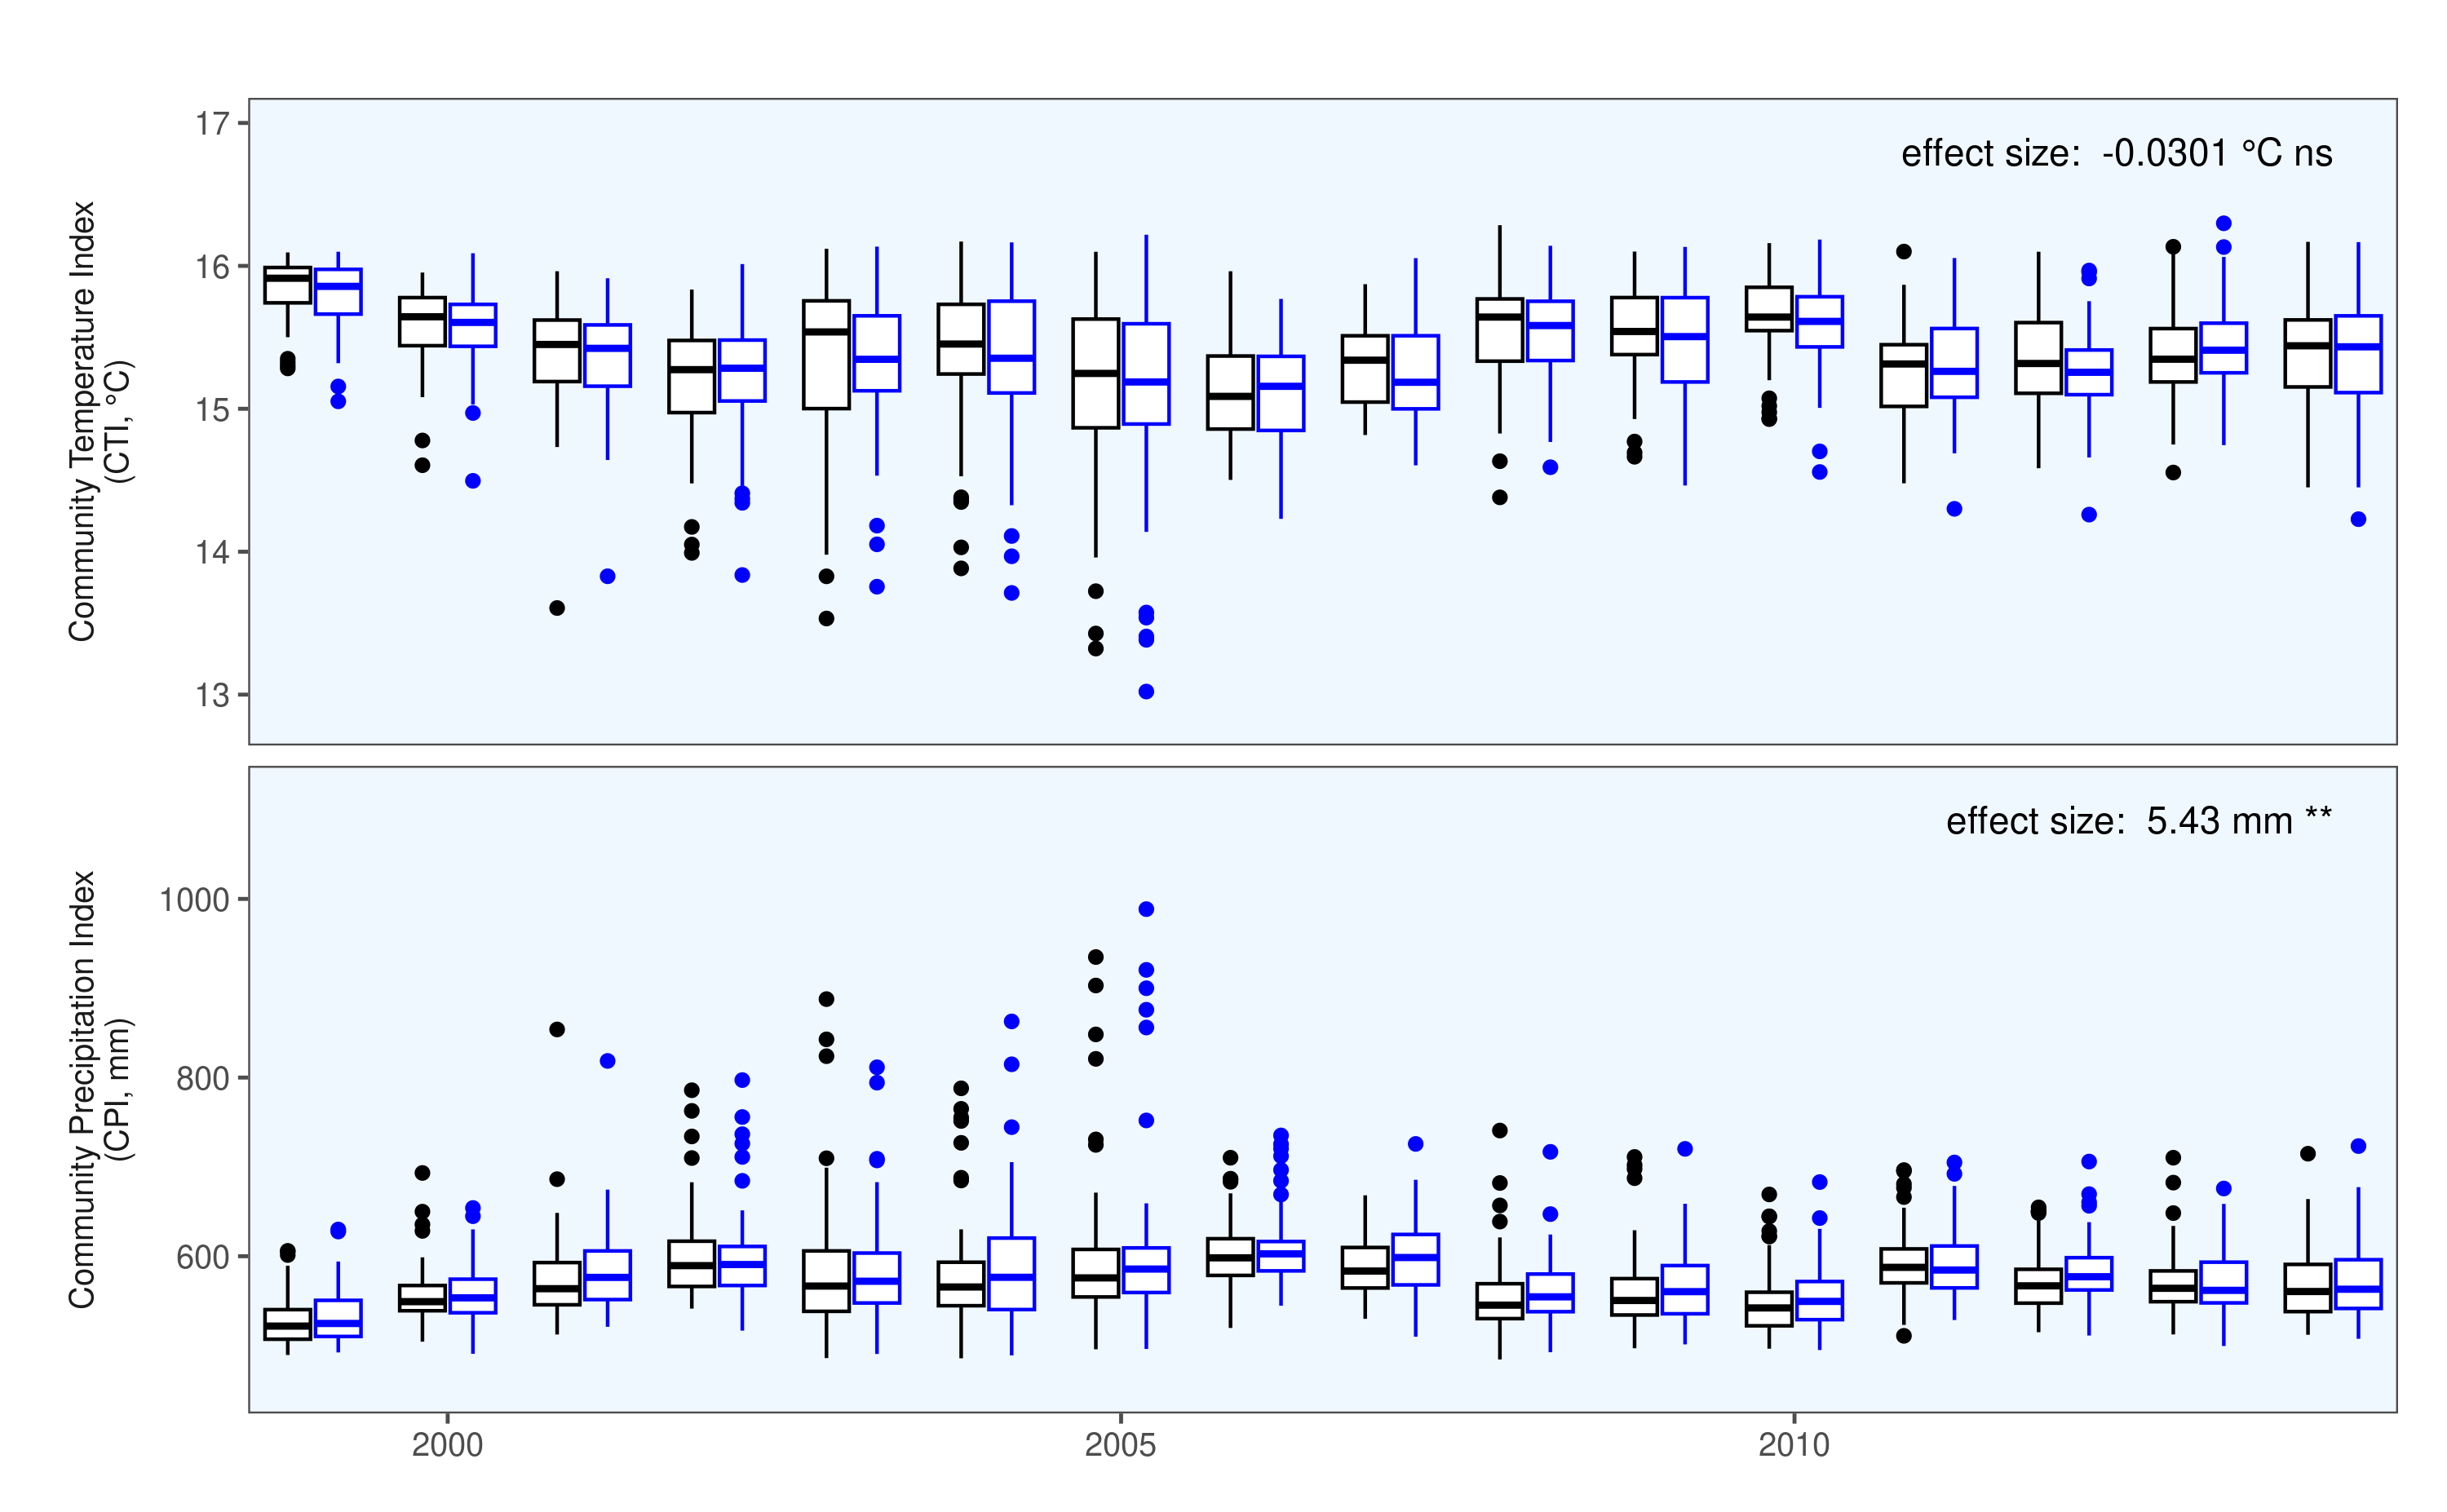 Community Temperature Index
(CTI, °C)
17
16
15
14
13
effect size:  -0.0301 °C ns
Community Precipitation Index
(CPI, mm)
1000
800
600
effect size:  5.43 mm **
2000
2005
2010